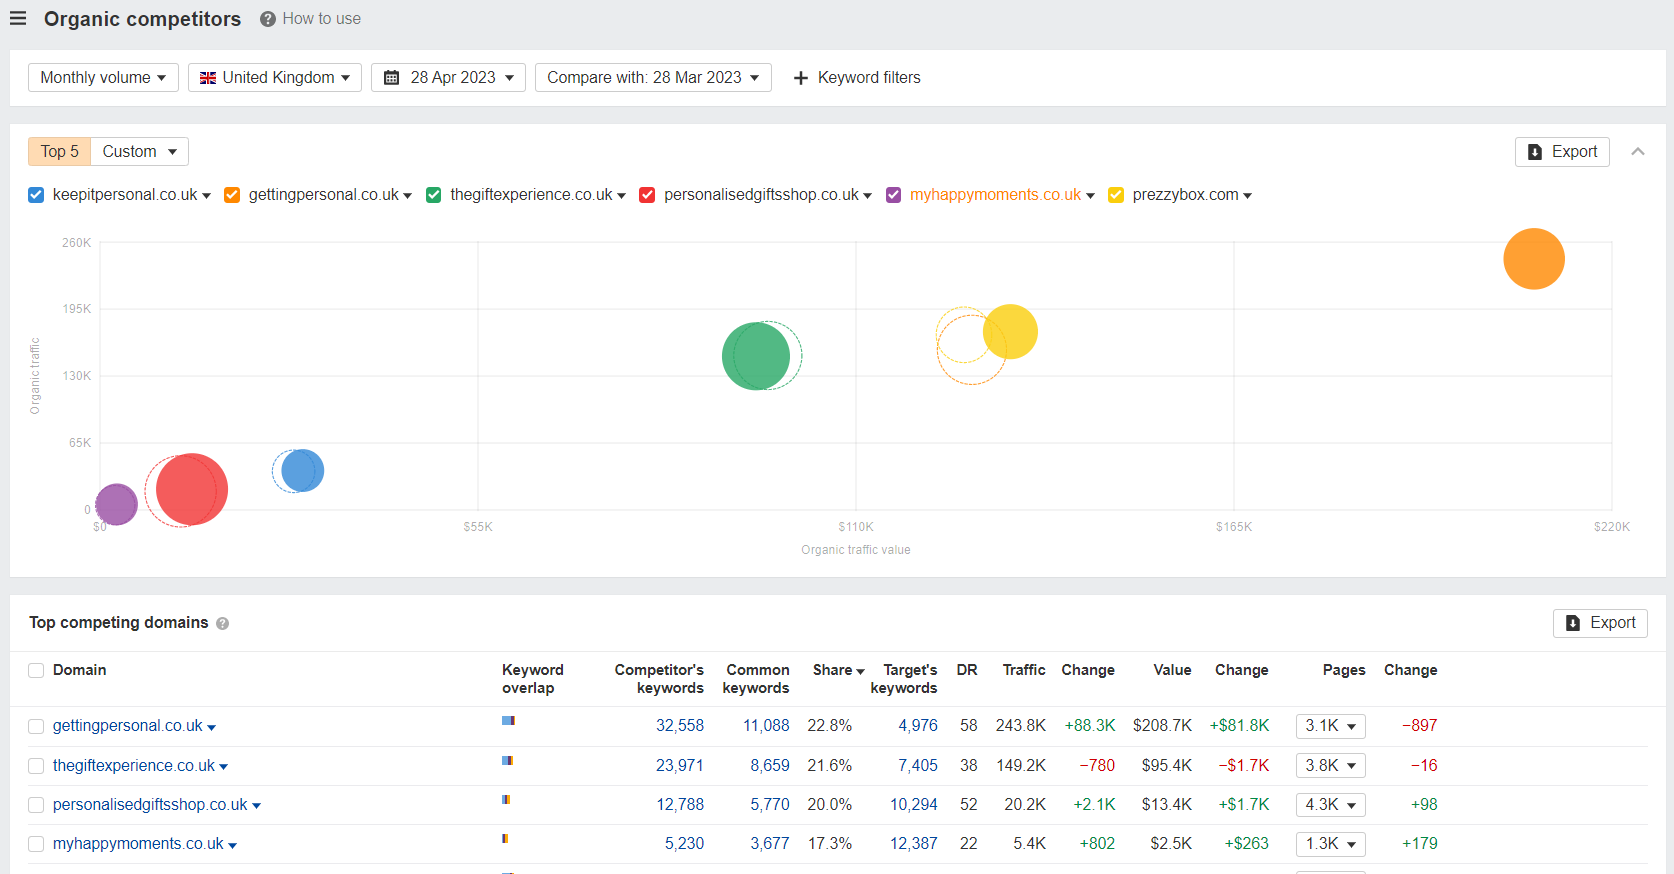 Organic competitors How to use
Monthly volume United Kingdom 28 Apr 2023 Compare with: 28 Mar 2023 Keyword filters
Top 5 Custom Export
keepitpersonal.co.uk gettingpersonal.co.uk thegiftexperience.co.uk personalisedgiftsshop.co.uk myhappymoments.co.uk prezzybox.com
260K
195K
130K
65K
0
Organic traffic
$0 $55K $110K $165K $220K
Organic traffic value
Top competing domains Export
Domain Keyword overlap Competitor's keywords Common keywords Share Target's keywords DR Traffic Change Value Change Pages Change
gettingpersonal.co.uk 32,558 11,088 22.8% 4,976 58 243.8K +88.3K $208.7K +$81.8K 3.1K −897
thegiftexperience.co.uk 23,971 8,659 21.6% 7,405 38 149.2K −780 $95.4K −$1.7K 3.8K −16
personalisedgiftsshop.co.uk 12,788 5,770 20.0% 10,294 52 20.2K +2.1K $13.4K +$1.7K 4.3K +98
myhappymoments.co.uk 5,230 3,677 17.3% 12,387 22 5.4K +802 $2.5K +$263 1.3K +179